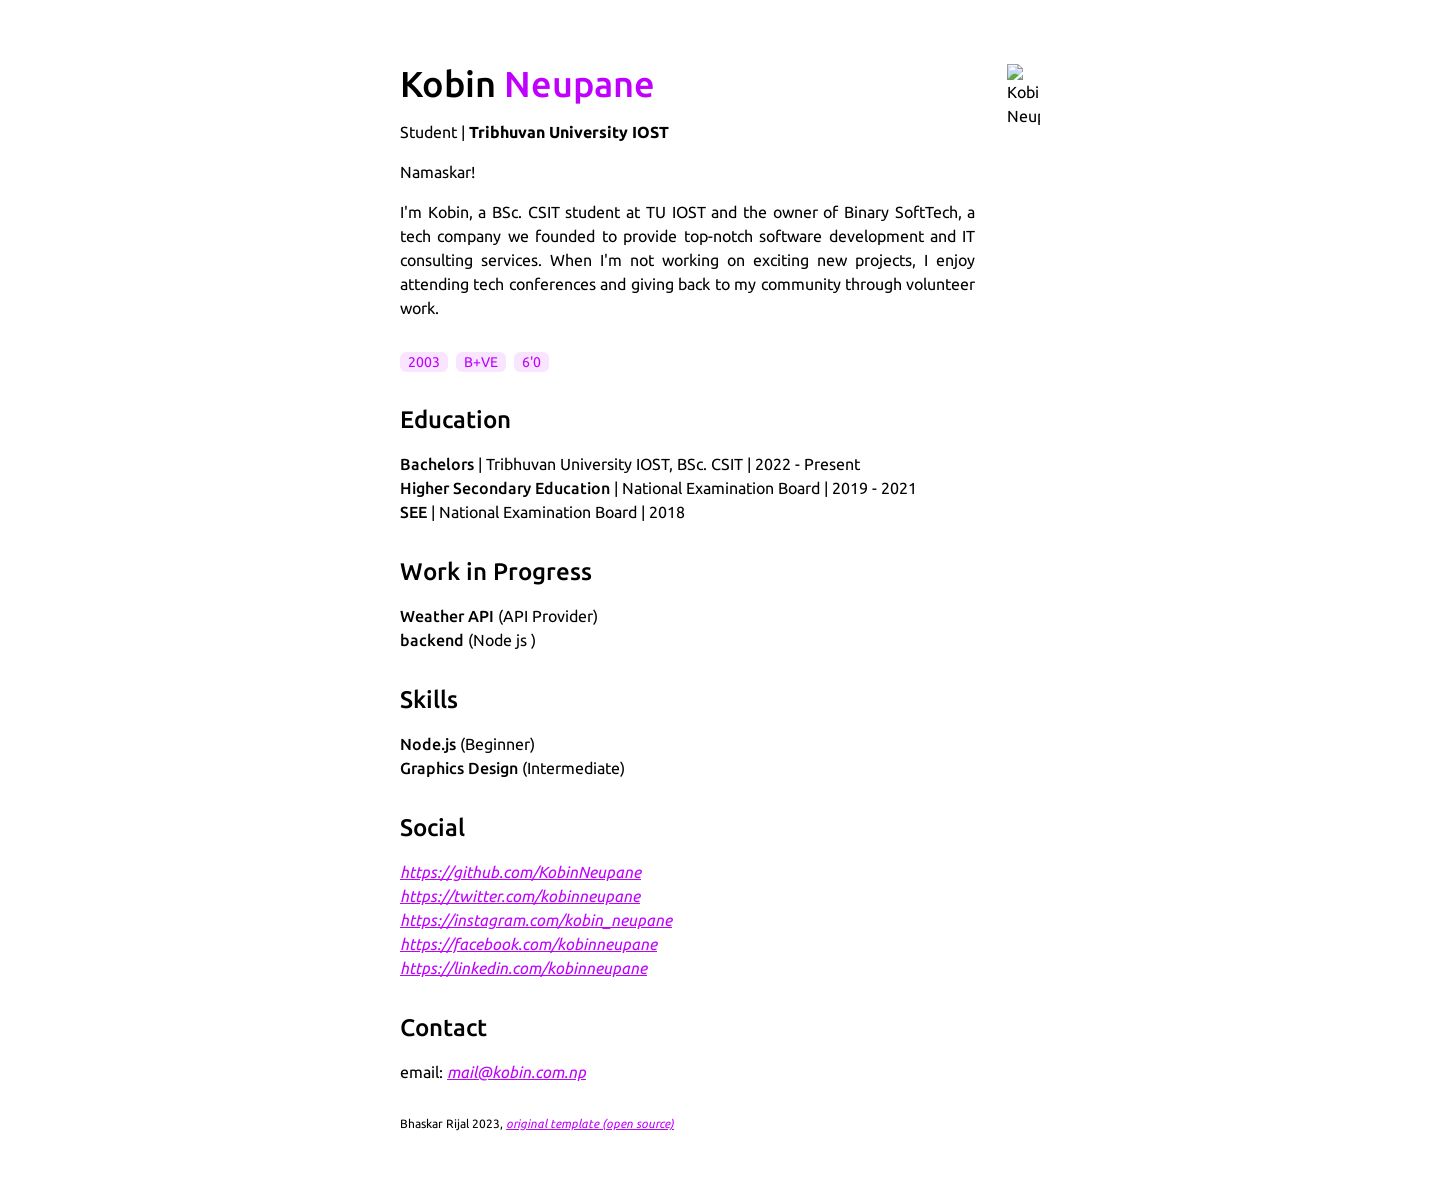 Kobin Neupane
Kobi
Neup
Student | Tribhuvan University IOST
Namaskar!
I'm Kobin, a BSc. CSIT student at TU IOST and the owner of Binary SoftTech, a
tech company we founded to provide top-notch software development and IT
consulting services. When I'm not working on exciting new projects, I enjoy
attending tech conferences and giving back to my community through volunteer
work.
2003 B+VE 6'0
Education
Bachelors | Tribhuvan University IOST, BSc. CSIT | 2022 - Present
Higher Secondary Education | National Examination Board | 2019 - 2021
SEE | National Examination Board | 2018
Work in Progress
Weather API (API Provider)
backend (Node js )
Skills
Node.js (Beginner)
Graphics Design (Intermediate)
Social
https://github.com/KobinNeupane
https://twitter.com/kobinneupane
https://instagram.com/kobin_neupane
https://facebook.com/kobinneupane
https://linkedin.com/kobinneupane
Contact
email: mail@kobin.com.np
Bhaskar Rijal 2023, original template (open source)